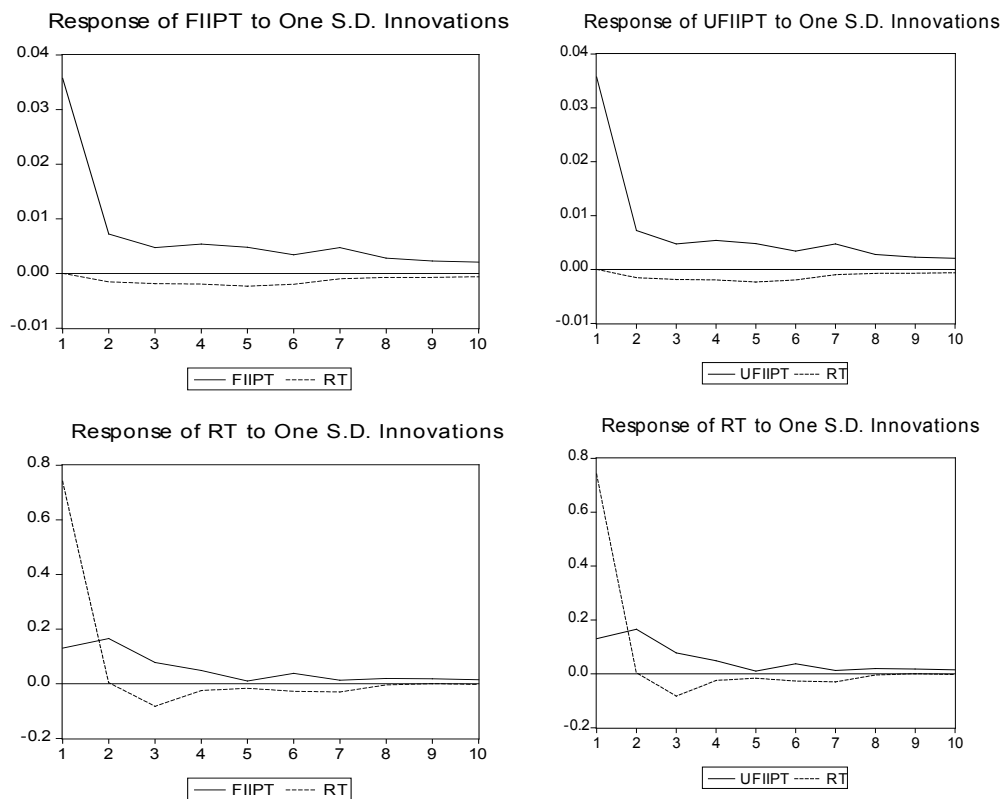 Response of FIIPT to One S.D. Innovations
0.04
0.03
0.02
0.01
0.00
-0.01
1 2 3 4 5 6 7 8 9 10
FIIPT RT
Response of UFIIPT to One S.D. Innovations
0.04
0.03
0.02
0.01
0.00
-0.01
1 2 3 4 5 6 7 8 9 10
UFIIPT RT
Response of RT to One S.D. Innovations
0.8
0.6
0.4
0.2
0.0
-0.2
1 2 3 4 5 6 7 8 9 10
FIIPT RT
Response of RT to One S.D. Innovations
0.8
0.6
0.4
0.2
0.0
-0.2
1 2 3 4 5 6 7 8 9 10
UFIIPT RT